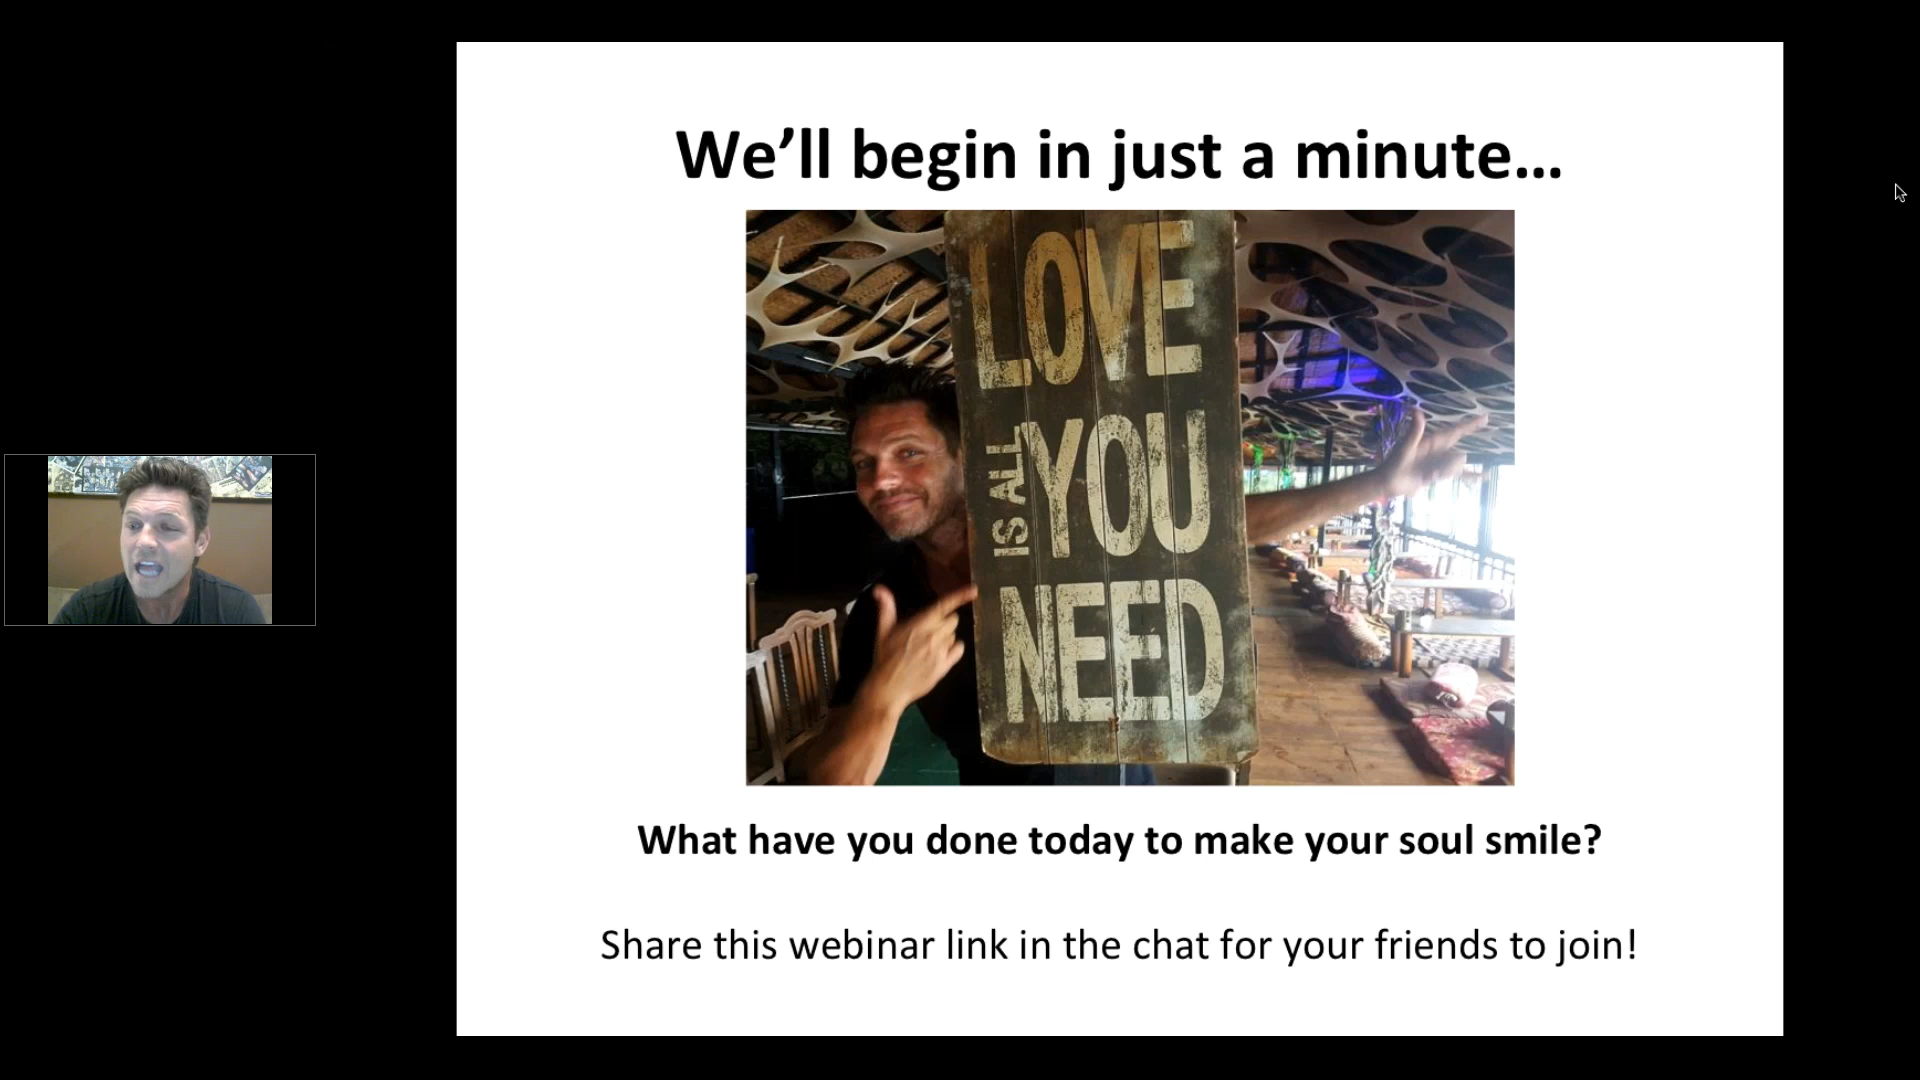 We’ll begin in just a minute…
LOVE
IS ALL YOU
NEED
What have you done today to make your soul smile?
Share this webinar link in the chat for your friends to join!